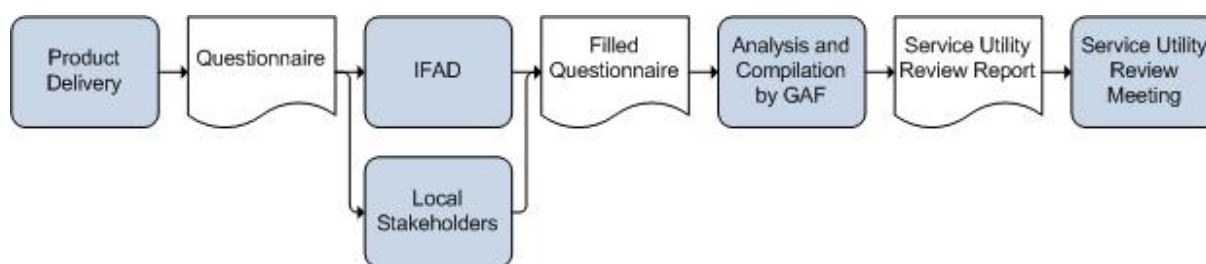 Product
Delivery
Questionnaire
IFAD
Local
Stakeholders
Filled
Questionnaire
Analysis and
Compilation
by GAF
Service Utility
Review Report
Service Utility
Review
Meeting